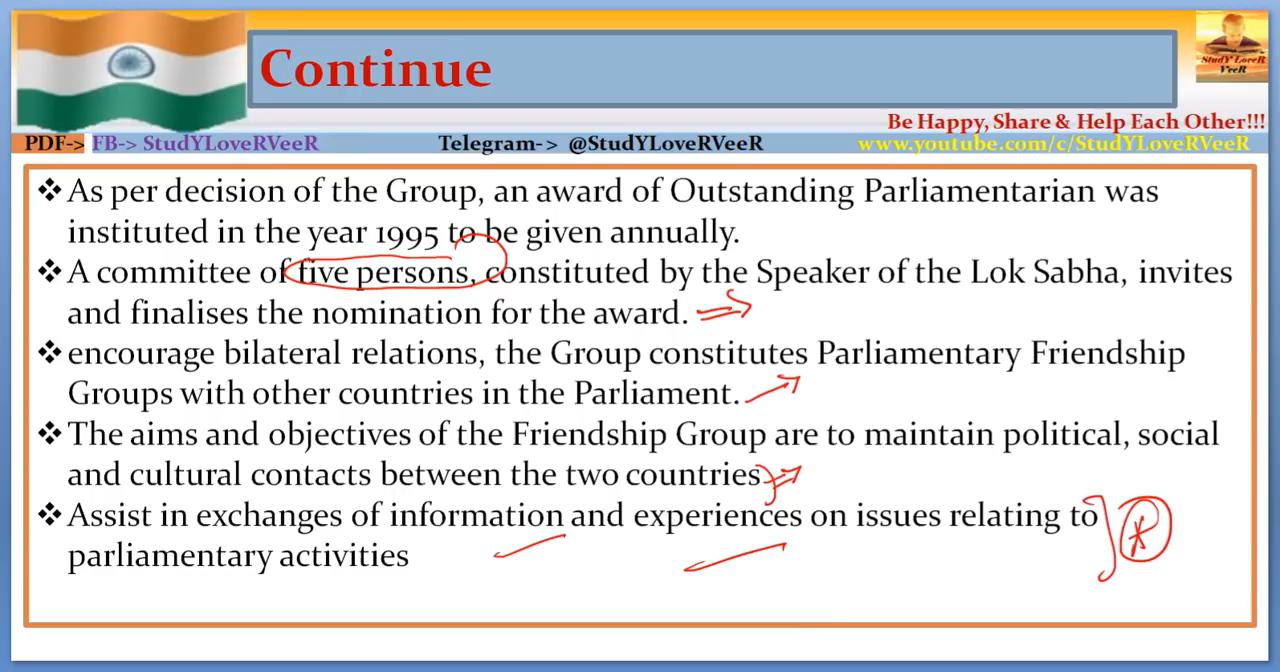 Continue
StudY LoveR
VeeR
Be Happy, Share & Help Each Other!!!
PDF-> FB-> StudYLoveRVeeR Telegram-> @StudYLoveRVeeR www.youtube.com/c/StudYLoveRVeeR
❖ As per decision of the Group, an award of Outstanding Parliamentarian was
instituted in the year 1995 to be given annually.
❖ A committee of five persons, constituted by the Speaker of the Lok Sabha, invites
and finalises the nomination for the award.
❖ encourage bilateral relations, the Group constitutes Parliamentary Friendship
Groups with other countries in the Parliament.
❖ The aims and objectives of the Friendship Group are to maintain political, social
and cultural contacts between the two countries
❖ Assist in exchanges of information and experiences on issues relating to
parliamentary activities